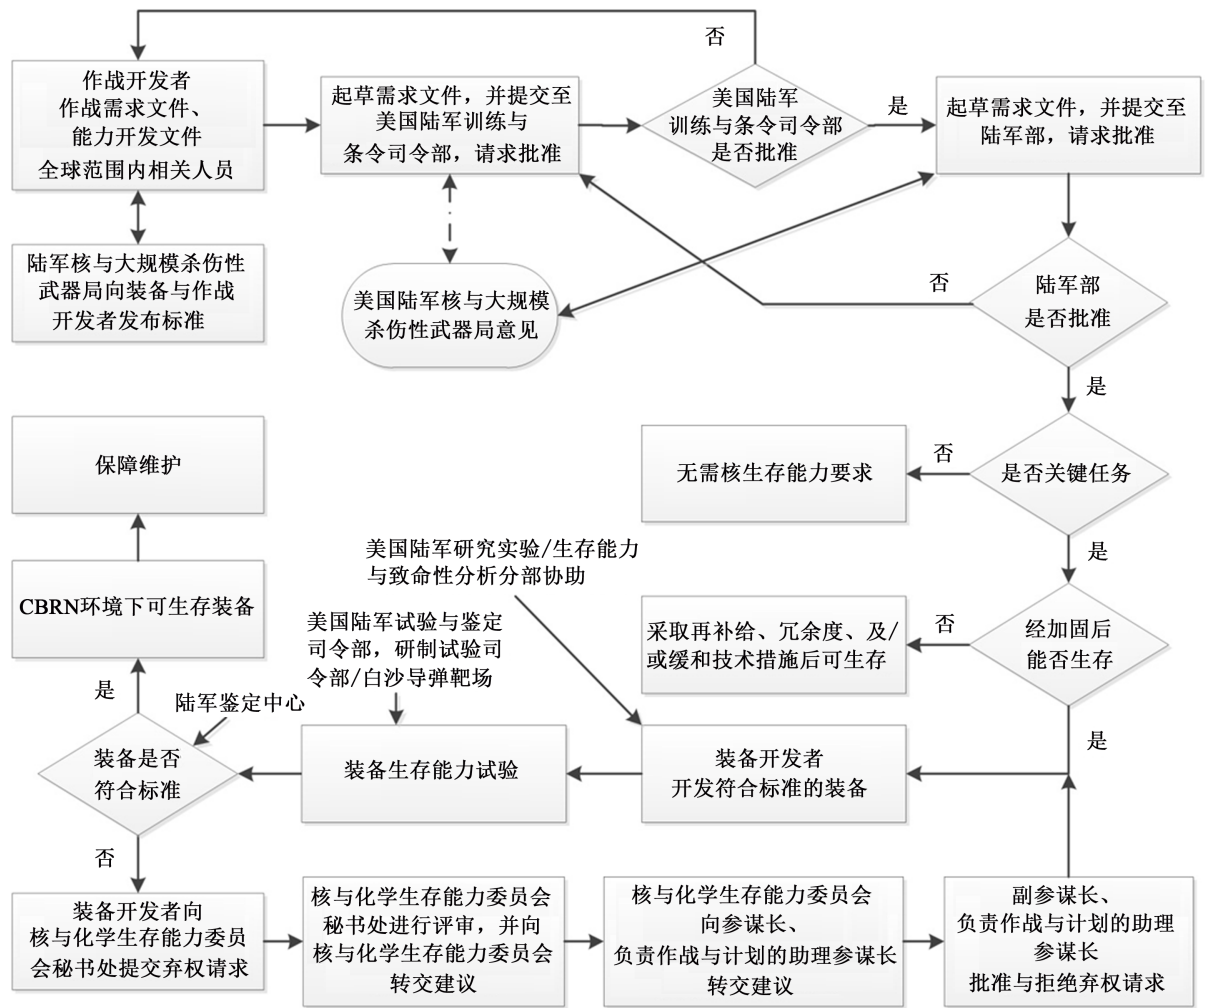 否
作战开发者
作战需求文件、
能力开发文件
全球范围内相关人员
起草需求文件，并提交至
美国陆军训练与
条令司令部，请求批准
美国陆军
训练与条令司令部
是否批准
是
起草需求文件，并提交至
陆军部，请求批准
陆军核与大规模杀伤性
武器局向装备与作战
开发者发布标准
美国陆军核与大规模
杀伤性武器局意见
否
陆军部
是否批准
是
保障维护
无需核生存能力要求
否
是否关键任务
是
美国陆军研究实验/生存能力
与致命性分析分部协助
CBRN环境下可生存装备
美国陆军试验与鉴定
司令部，研制试验司
令部/白沙导弹靶场
采取再补给、冗余度、及/
或缓和技术措施后可生存
否
经加固后
能否生存
是
是
陆军鉴定中心
装备是否
符合标准
装备生存能力试验
装备开发者
开发符合标准的装备
否
装备开发者向
核与化学生存能力委员
会秘书处提交弃权请求
核与化学生存能力委员会
秘书处进行评审，并向
核与化学生存能力委员会
转交建议
核与化学生存能力委员会
向参谋长、
负责作战与计划的助理参谋长
转交建议
副参谋长、
负责作战与计划的助理
参谋长
批准与拒绝弃权请求